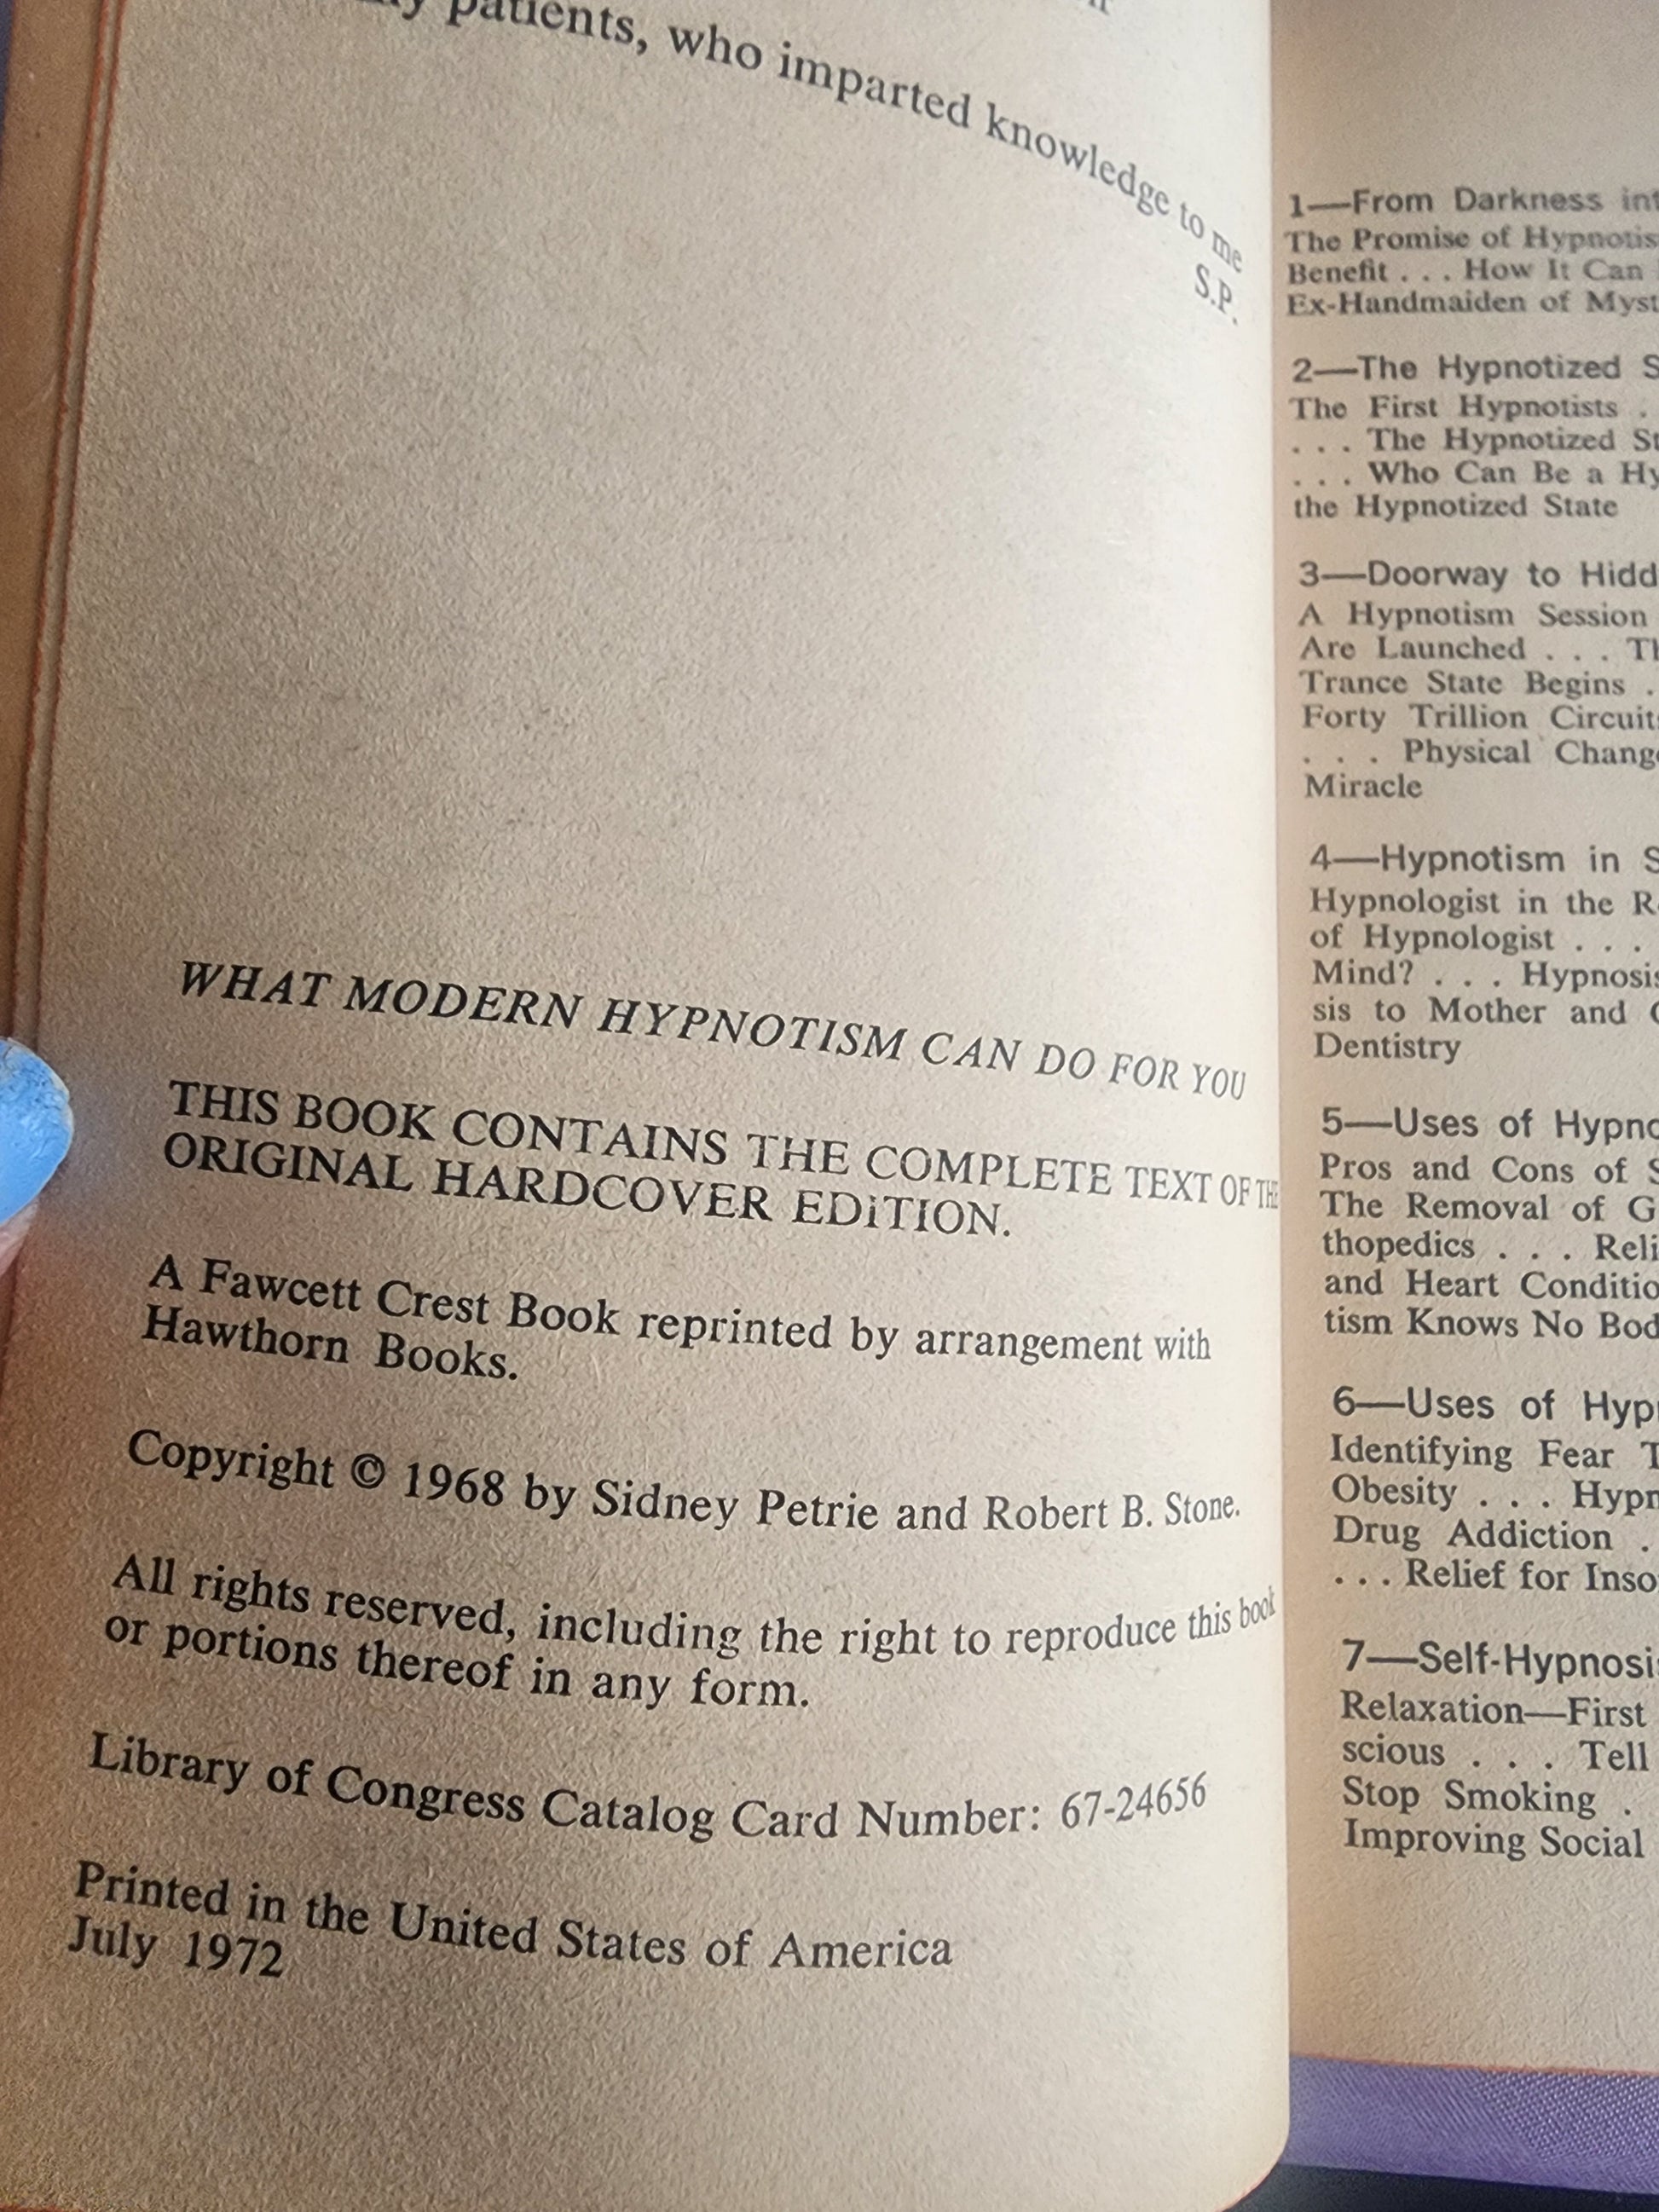 patients, who imparted knowledge to me
S.P.
WHAT MODERN HYPNOTISM CAN DO FOR YOU
THIS BOOK CONTAINS THE COMPLETE TEXT OF THE
ORIGINAL HARDCOVER EDiTION.
A Fawcett Crest Book reprinted by arrangement with
Hawthorn Books.
Copyright © 1968 by Sidney Petrie and Robert B. Stone.
All rights reserved, including the right to reproduce this book
or portions thereof in any form.
Library of Congress Catalog Card Number: 67-24656
Printed in the United States of America
July 1972
1—From Darkness
The Promise of
Benefit . . . How It Can
Ex-Handmaiden of
2—The Hypnotized
The First Hypnotists .
. . . The Hypnotized
. . . Who Can Be a
the Hypnotized State
3—Doorway to
A Hypnotism Session
Are Launched . . .
Trance State Begins .
Forty Trillion
. . . Physical
Miracle
4—Hypnotism in
Hypnologist in the
of Hypnologist . . .
Mind? . . .
sis to Mother and
Dentistry
5—Uses of
Pros and Cons of
The Removal of
thopedics . . .
and Heart
tism Knows No
6—Uses of
Identifying Fear
Obesity . . .
Drug Addiction .
. . . Relief for
7—
Relaxation—First
scious . . . Tell
Stop Smoking .
Improving Social